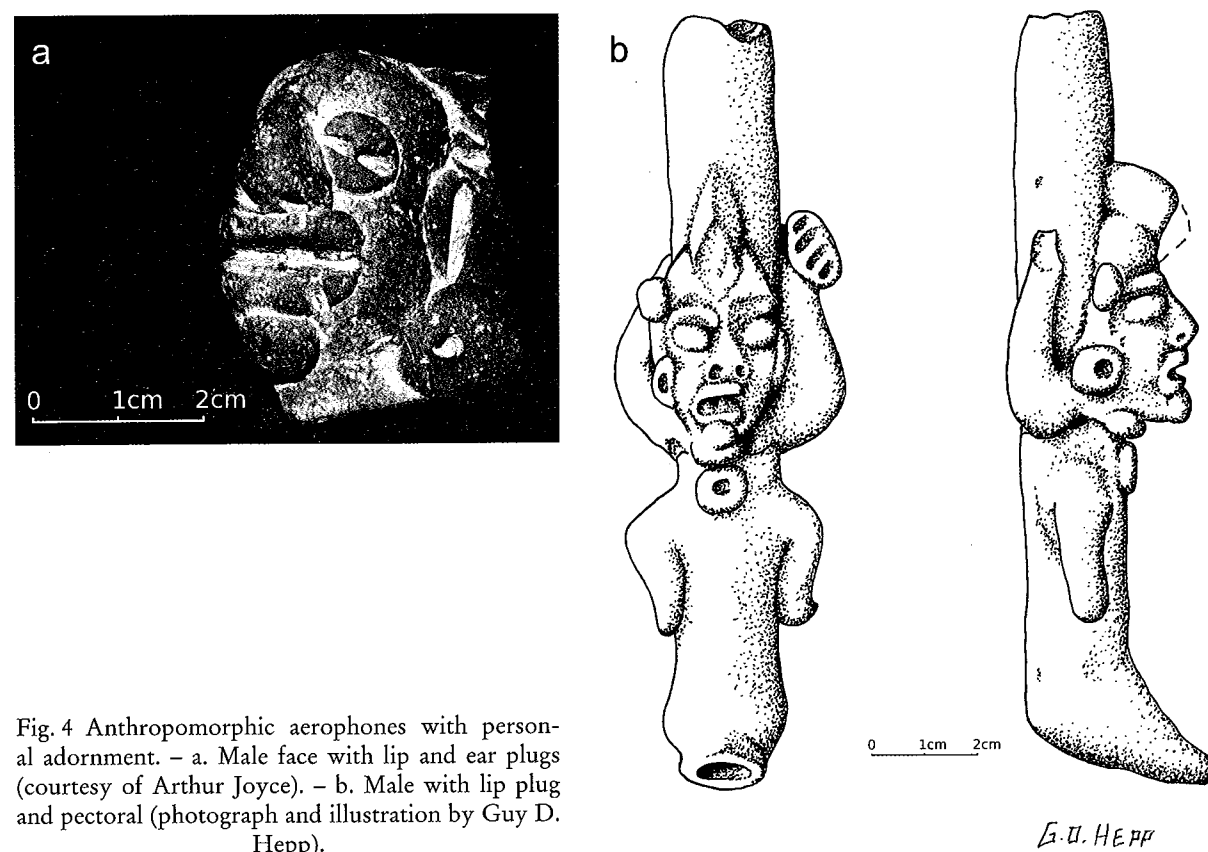 a
0 1cm 2cm
b
0 1cm 2cm
G.D. HEPP
Fig. 4 Anthropomorphic aerophones with person-
al adornment. – a. Male face with lip and ear plugs
(courtesy of Arthur Joyce). – b. Male with lip plug
and pectoral (photograph and illustration by Guy D.
Hepp).